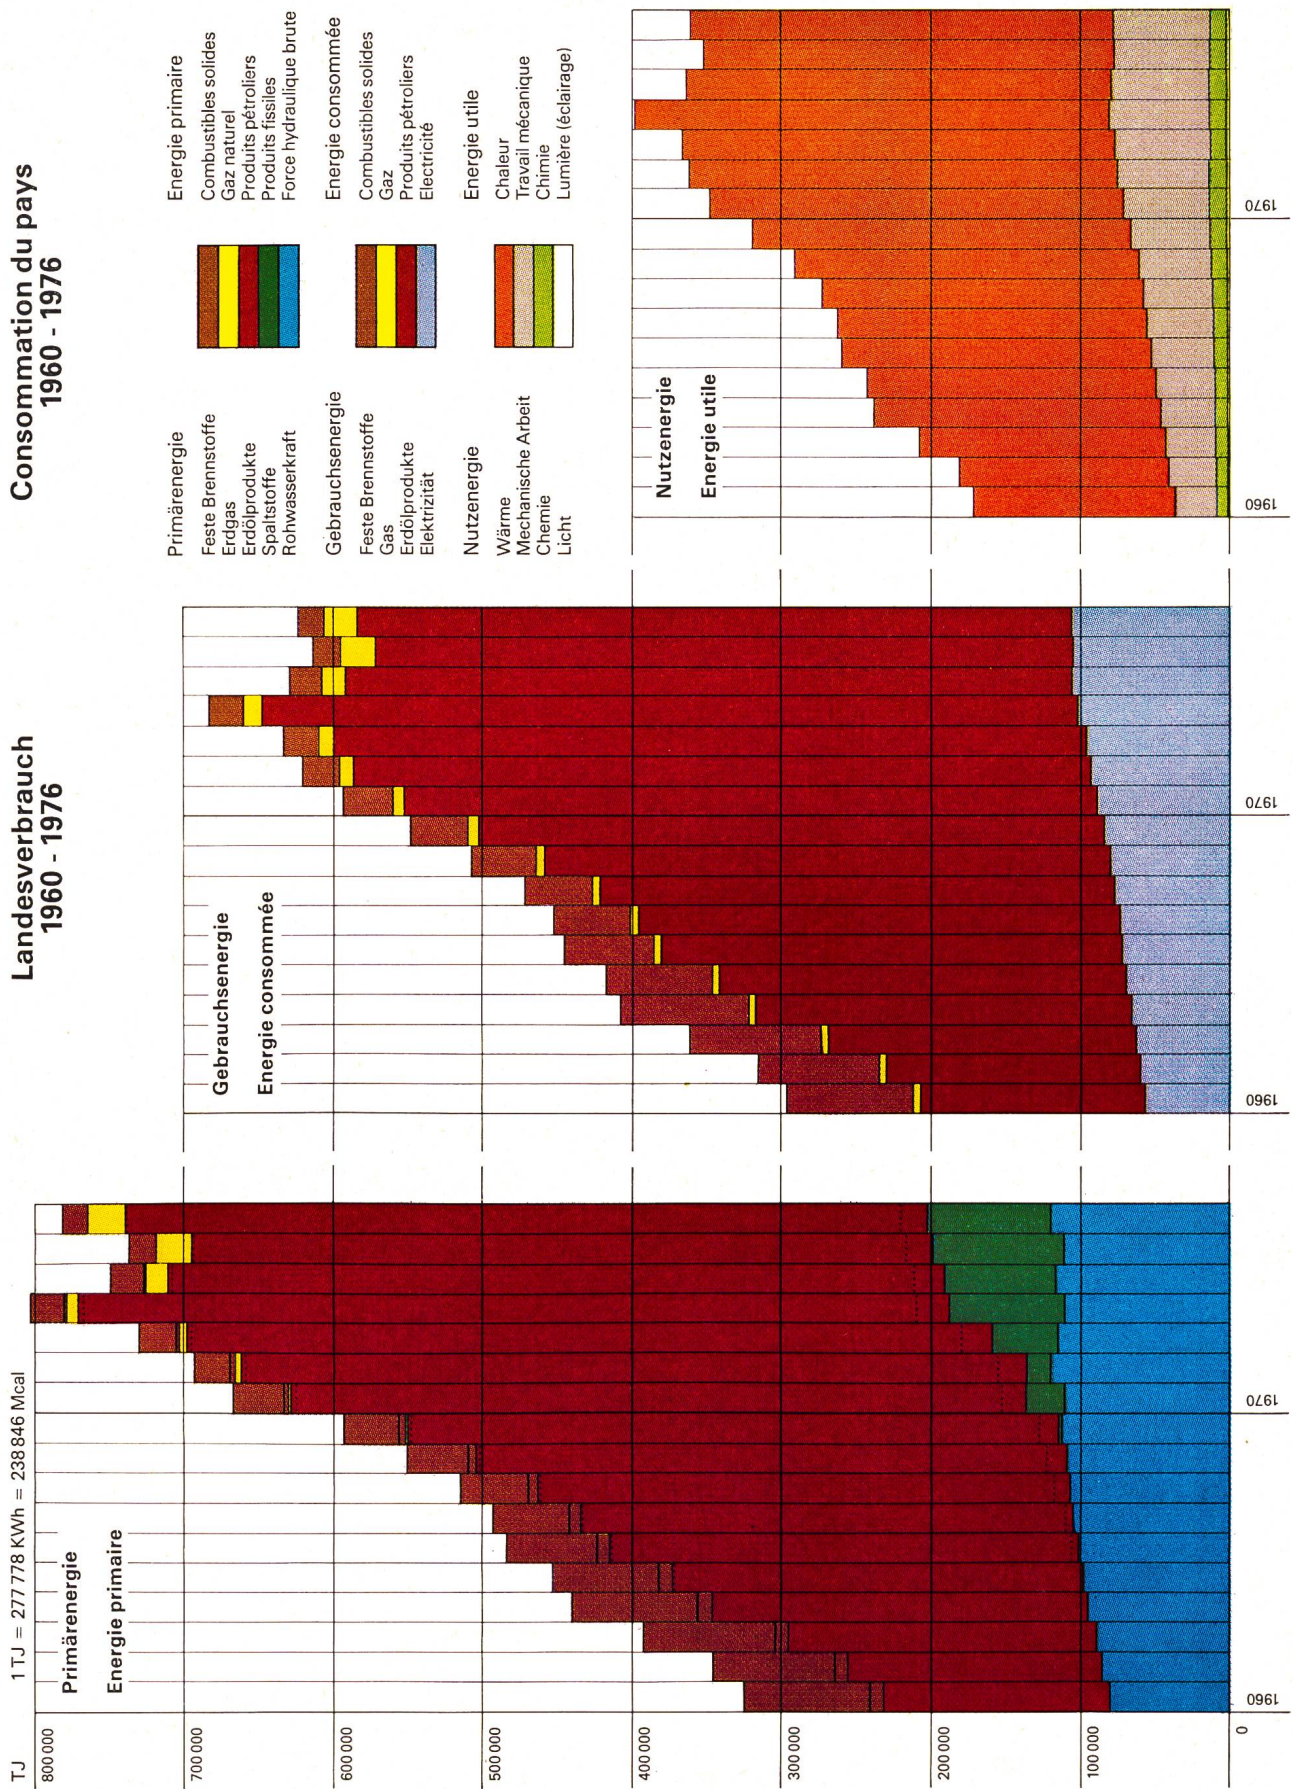 Landesverbrauch
1960 - 1976
Consommation du pays
1960 - 1976
TJ
1 TJ = 277 778 KWh = 238 846 Mcal
800 000
700 000
600 000
500 000
400 000
300 000
200 000
100 000
0
Primärenergie
Energie primaire
1960
1970
Gebrauchsenergie
Energie consommée
1960
1970
Primärenergie
Feste Brennstoffe
Erdgas
Erdölprodukte
Spaltstoffe
Rohwasserkraft
Gebrauchsenergie
Feste Brennstoffe
Gas
Erdölprodukte
Elektrizität
Nutzenergie
Wärme
Mechanische Arbeit
Chemie
Licht
Energie primaire
Combustibles solides
Gaz naturel
Produits pétroliers
Produits fissiles
Force hydraulique brute
Energie consommée
Combustibles solides
Gaz
Produits pétroliers
Electricité
Energie utile
Chaleur
Travail mécanique
Chimie
Lumière (éclairage)
Nutzenergie
Energie utile
1960
1970